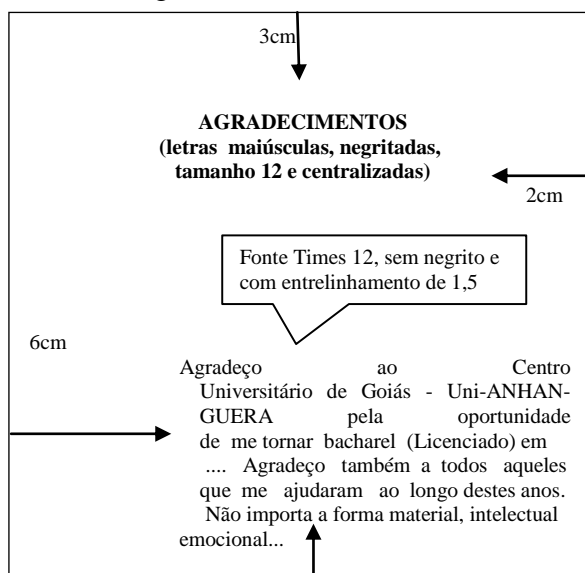 3cm
AGRADECIMENTOS
(letras maiúsculas, negritadas,
tamanho 12 e centralizadas)
2cm
Fonte Times 12, sem negrito e
com entrelinhamento de 1,5
6cm
Agradeço ao Centro
Universitário de Goiás - Uni-ANHAN-
GUERA pela oportunidade
de me tornar bacharel (Licenciado) em
.... Agradeço também a todos aqueles
que me ajudaram ao longo destes anos.
Não importa a forma material, intelectual
emocional...